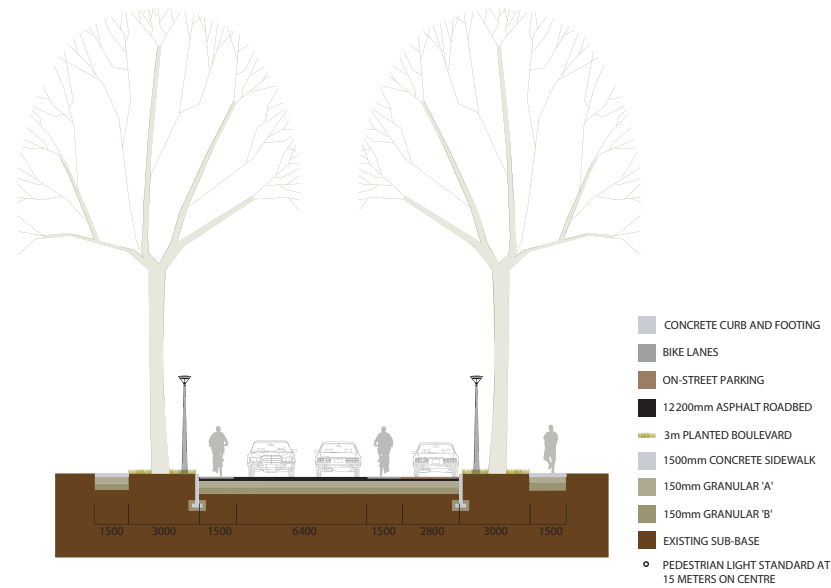 CONCRETE CURB AND FOOTING
BIKE LANES
ON-STREET PARKING
12200mm ASPHALT ROADBED
3m PLANTED BOULEVARD
1500mm CONCRETE SIDEWALK
150mm GRANULAR 'A'
150mm GRANULAR 'B'
EXISTING SUB-BASE
PEDESTRIAN LIGHT STANDARD AT
15 METERS ON CENTRE
1500 3000 1500 6400 1500 2800 3000 1500